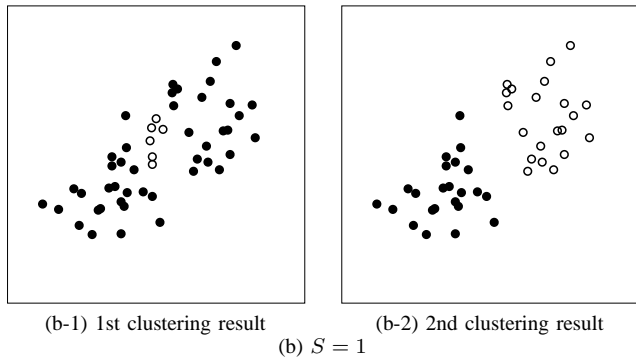 (b-1) 1st clustering result
(b-2) 2nd clustering result
(b) S = 1